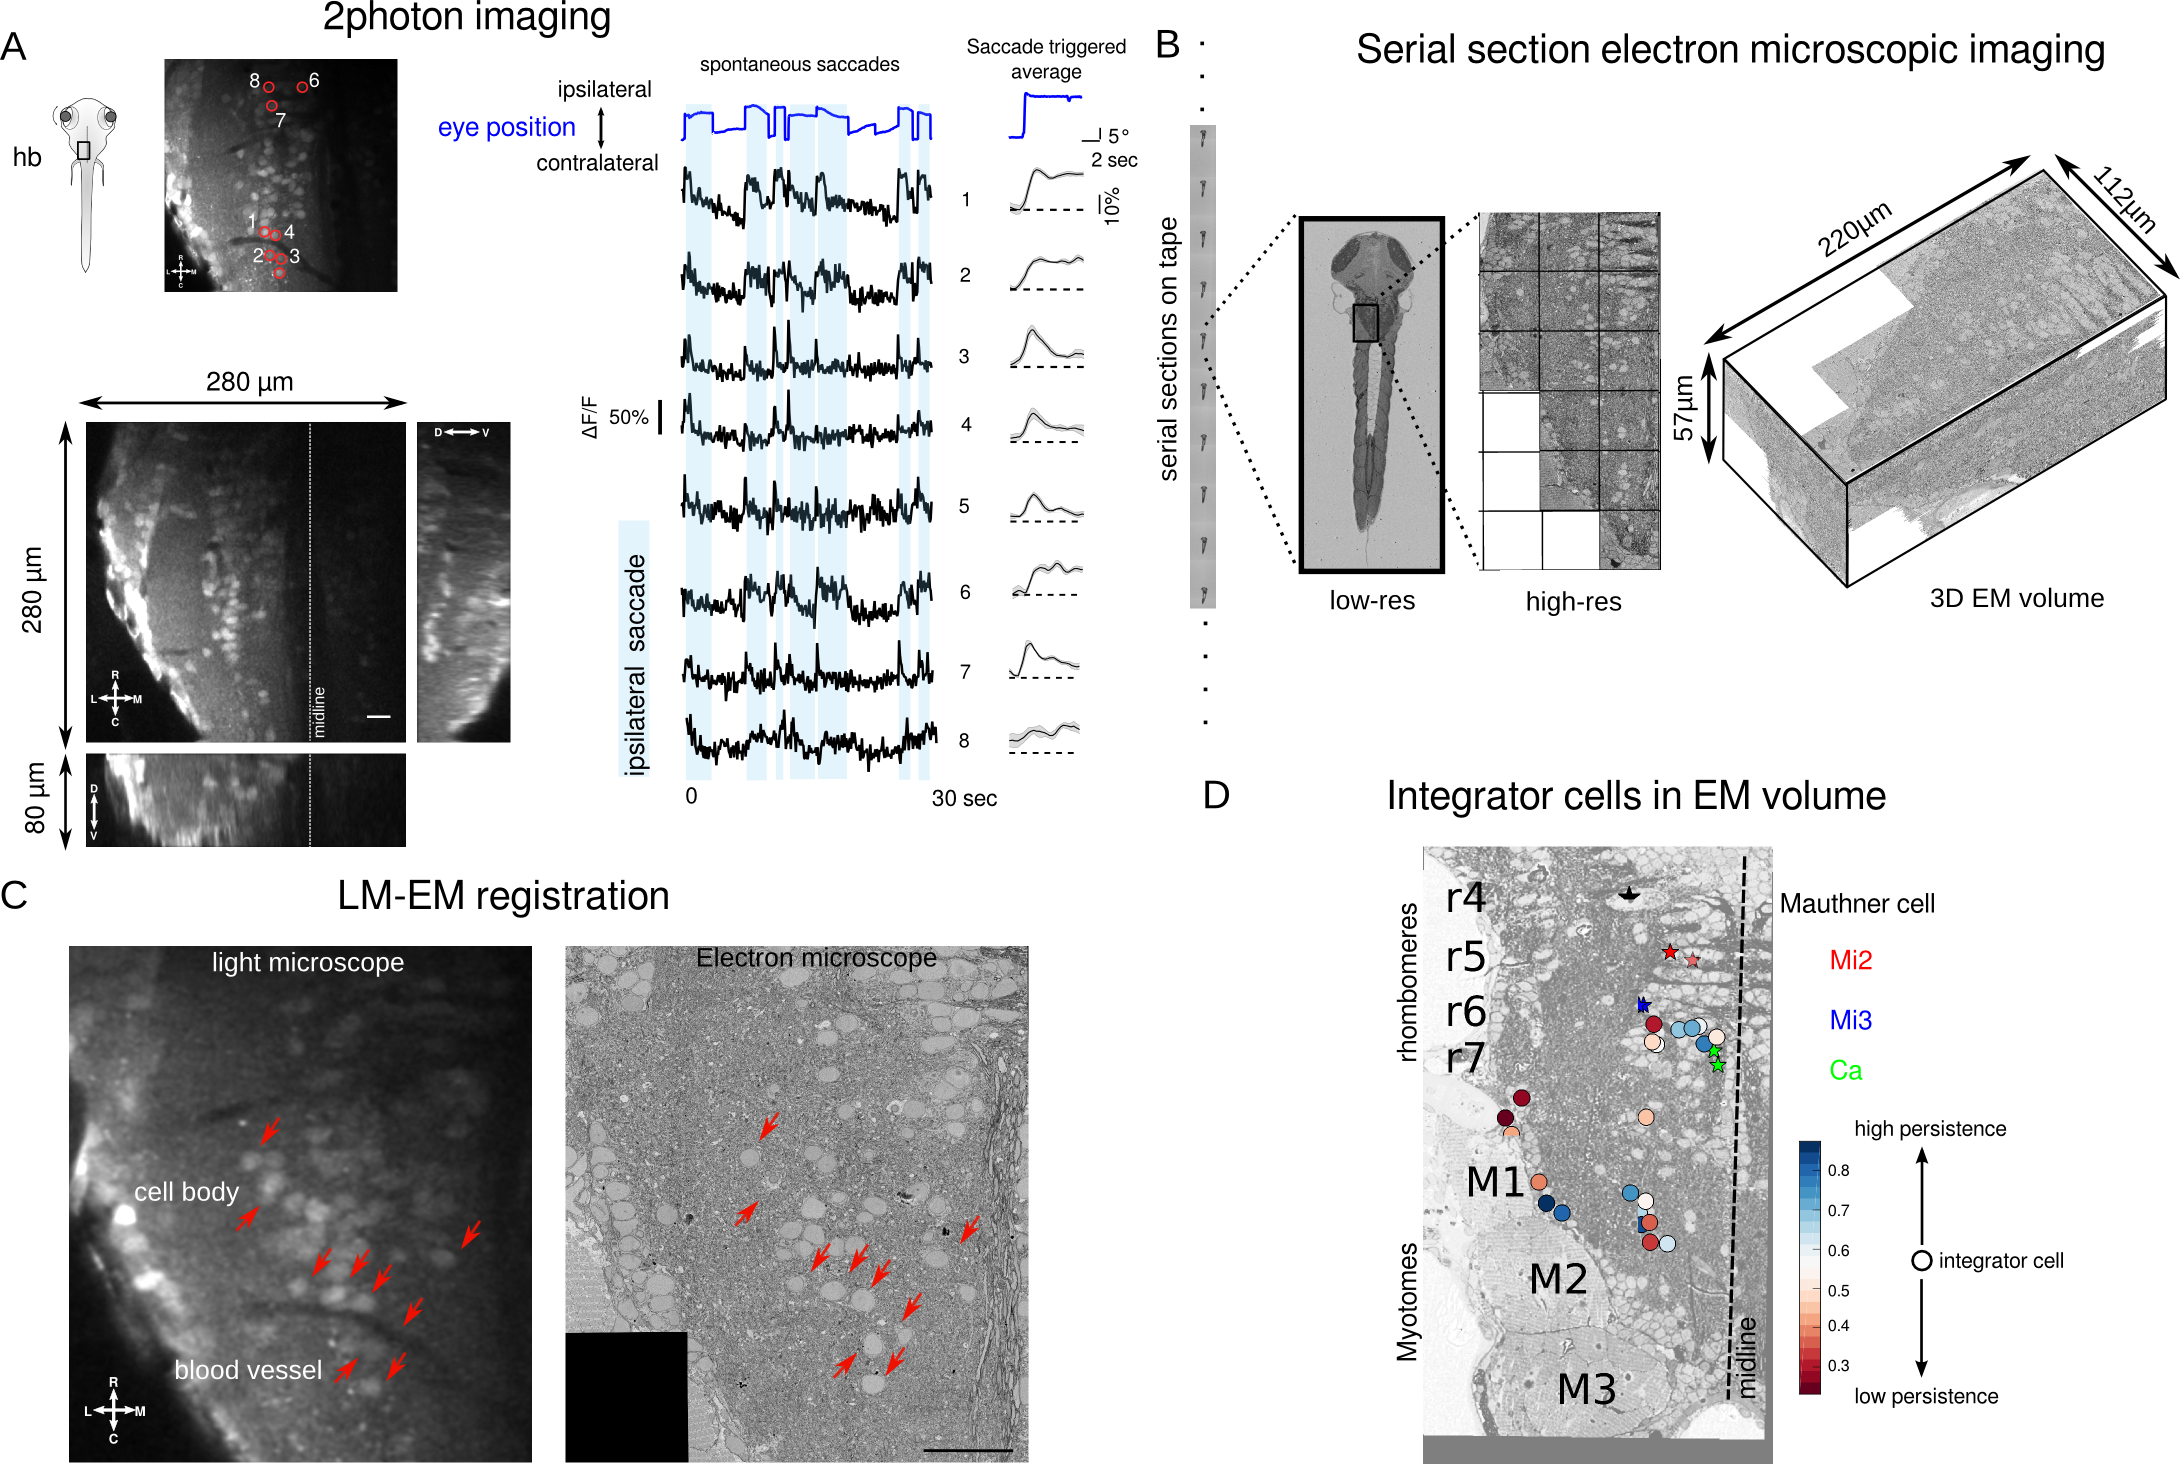 A
2photon imaging
hb
8
6
7
1
4
2
3
R
L
M
C
280 µm
280 µm
80 µm
R
L
M
C
midline
D
V
D
V
spontaneous saccades
Saccade triggered
average
ipsilateral
eye position
contralateral
5°
2 sec
10%
1
2
3
4
5
6
7
8
ΔF/F
50%
ipsilateral saccade
0
30 sec
B
Serial section electron microscopic imaging
serial sections on tape
low-res
high-res
220µm
112µm
57µm
3D EM volume
C
LM-EM registration
light microscope
cell body
blood vessel
R
L
M
C
Electron microscope
D
Integrator cells in EM volume
rhombomeres
r4
r5
r6
r7
Myotomes
M1
M2
M3
midline
Mauthner cell
Mi2
Mi3
Ca
high persistence
0.8
0.7
0.6
0.5
0.4
0.3
integrator cell
low persistence